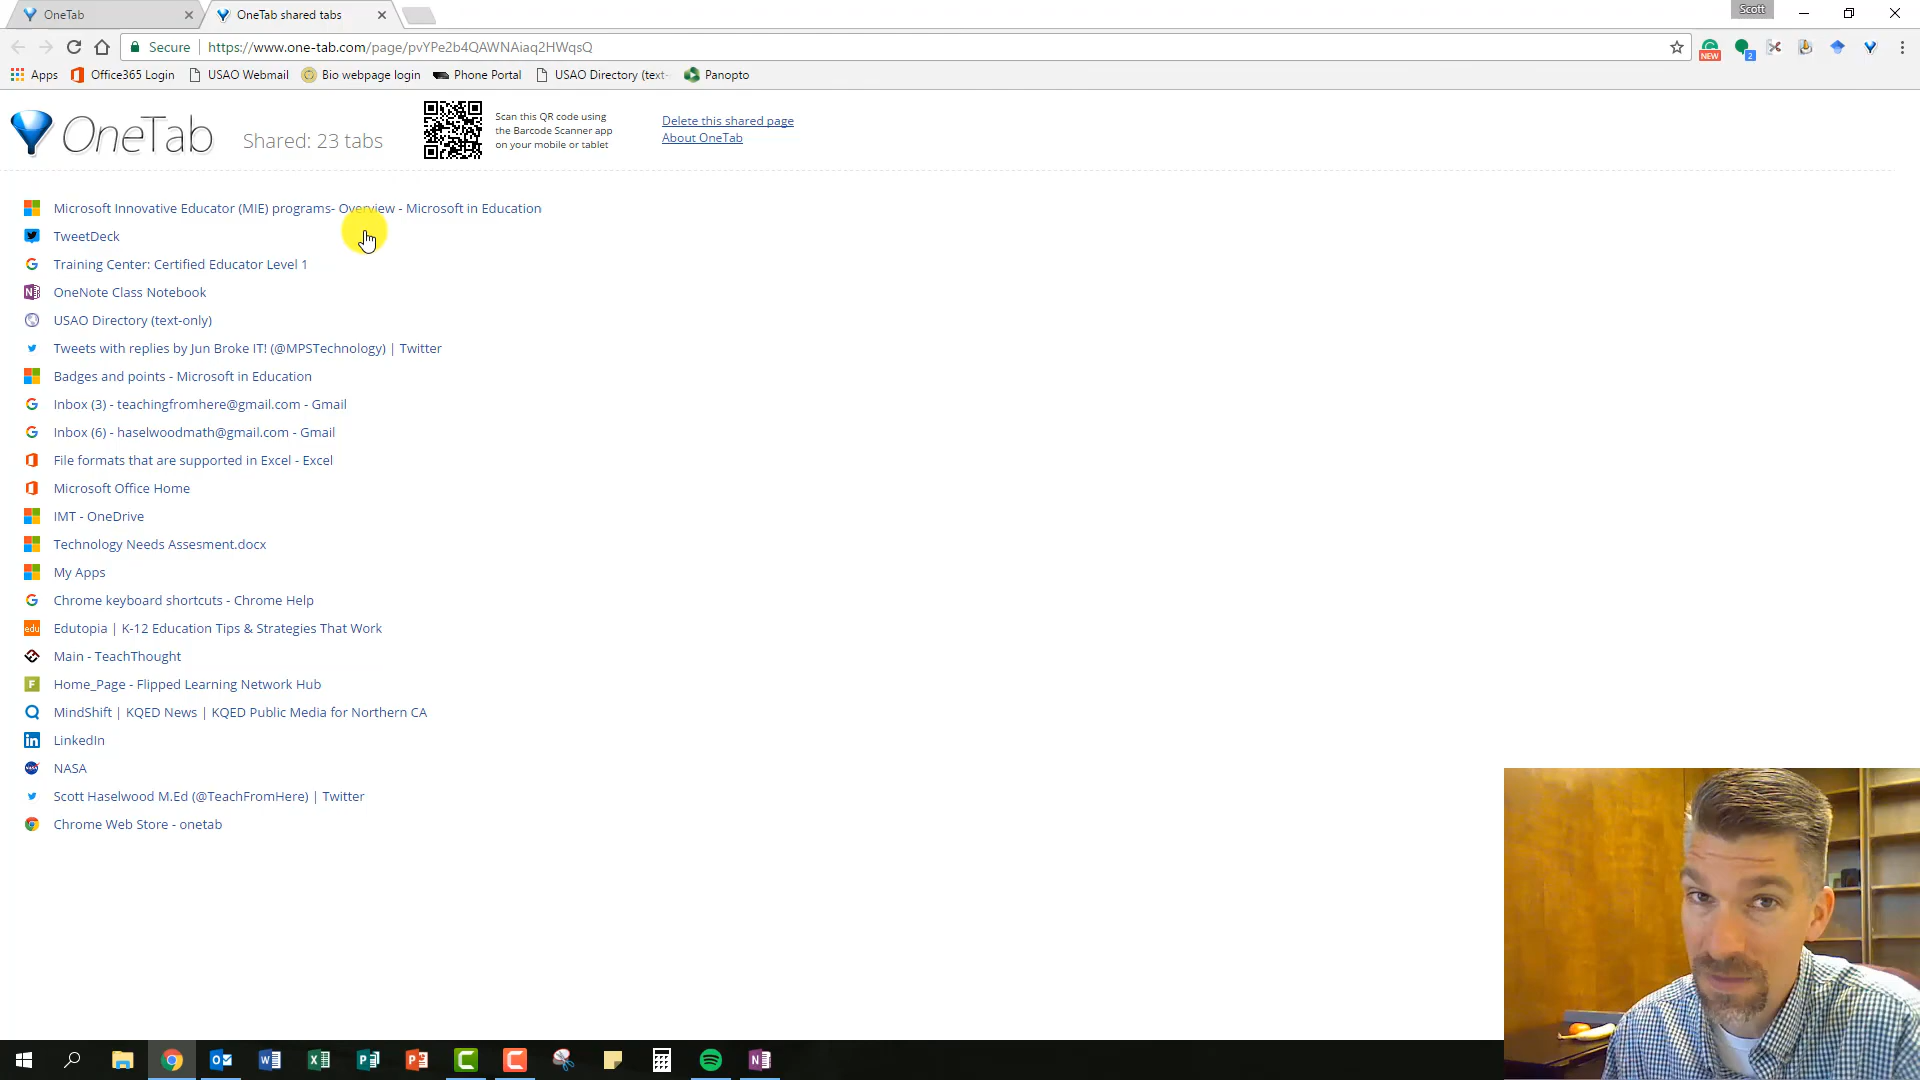 OneTab
OneTab shared tabs
Scott
Secure
https://www.one-tab.com/page/pvYPe2b4QAWNAiaq2HWqsQ
NEW
2
Apps
Office365 Login
USAO Webmail
Bio webpage login
Phone Portal
USAO Directory (text-
Panopto
OneTab
Shared: 23 tabs
Scan this QR code using
the Barcode Scanner app
on your mobile or tablet
Delete this shared page
About OneTab
Microsoft Innovative Educator (MIE) programs- Overview - Microsoft in Education
TweetDeck
Training Center: Certified Educator Level 1
OneNote Class Notebook
USAO Directory (text-only)
Tweets with replies by Jun Broke IT! (@MPSTechnology) | Twitter
Badges and points - Microsoft in Education
Inbox (3) - teachingfromhere@gmail.com - Gmail
Inbox (6) - haselwoodmath@gmail.com - Gmail
File formats that are supported in Excel - Excel
Microsoft Office Home
IMT - OneDrive
Technology Needs Assesment.docx
My Apps
Chrome keyboard shortcuts - Chrome Help
edu
Edutopia | K-12 Education Tips & Strategies That Work
Main - TeachThought
F
Home_Page - Flipped Learning Network Hub
MindShift | KQED News | KQED Public Media for Northern CA
in
LinkedIn
NASA
Scott Haselwood M.Ed (@TeachFromHere) | Twitter
Chrome Web Store - onetab